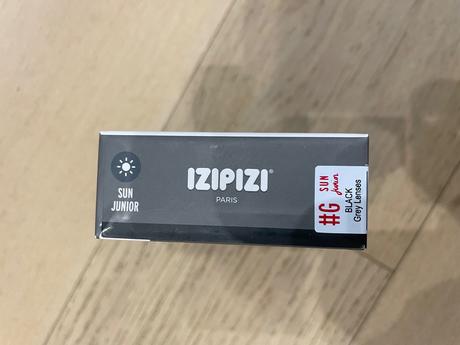 SUN
JUNIOR
IZIPIZI®
PARIS
#G
SUN
Junior
BLACK
Grey Lenses